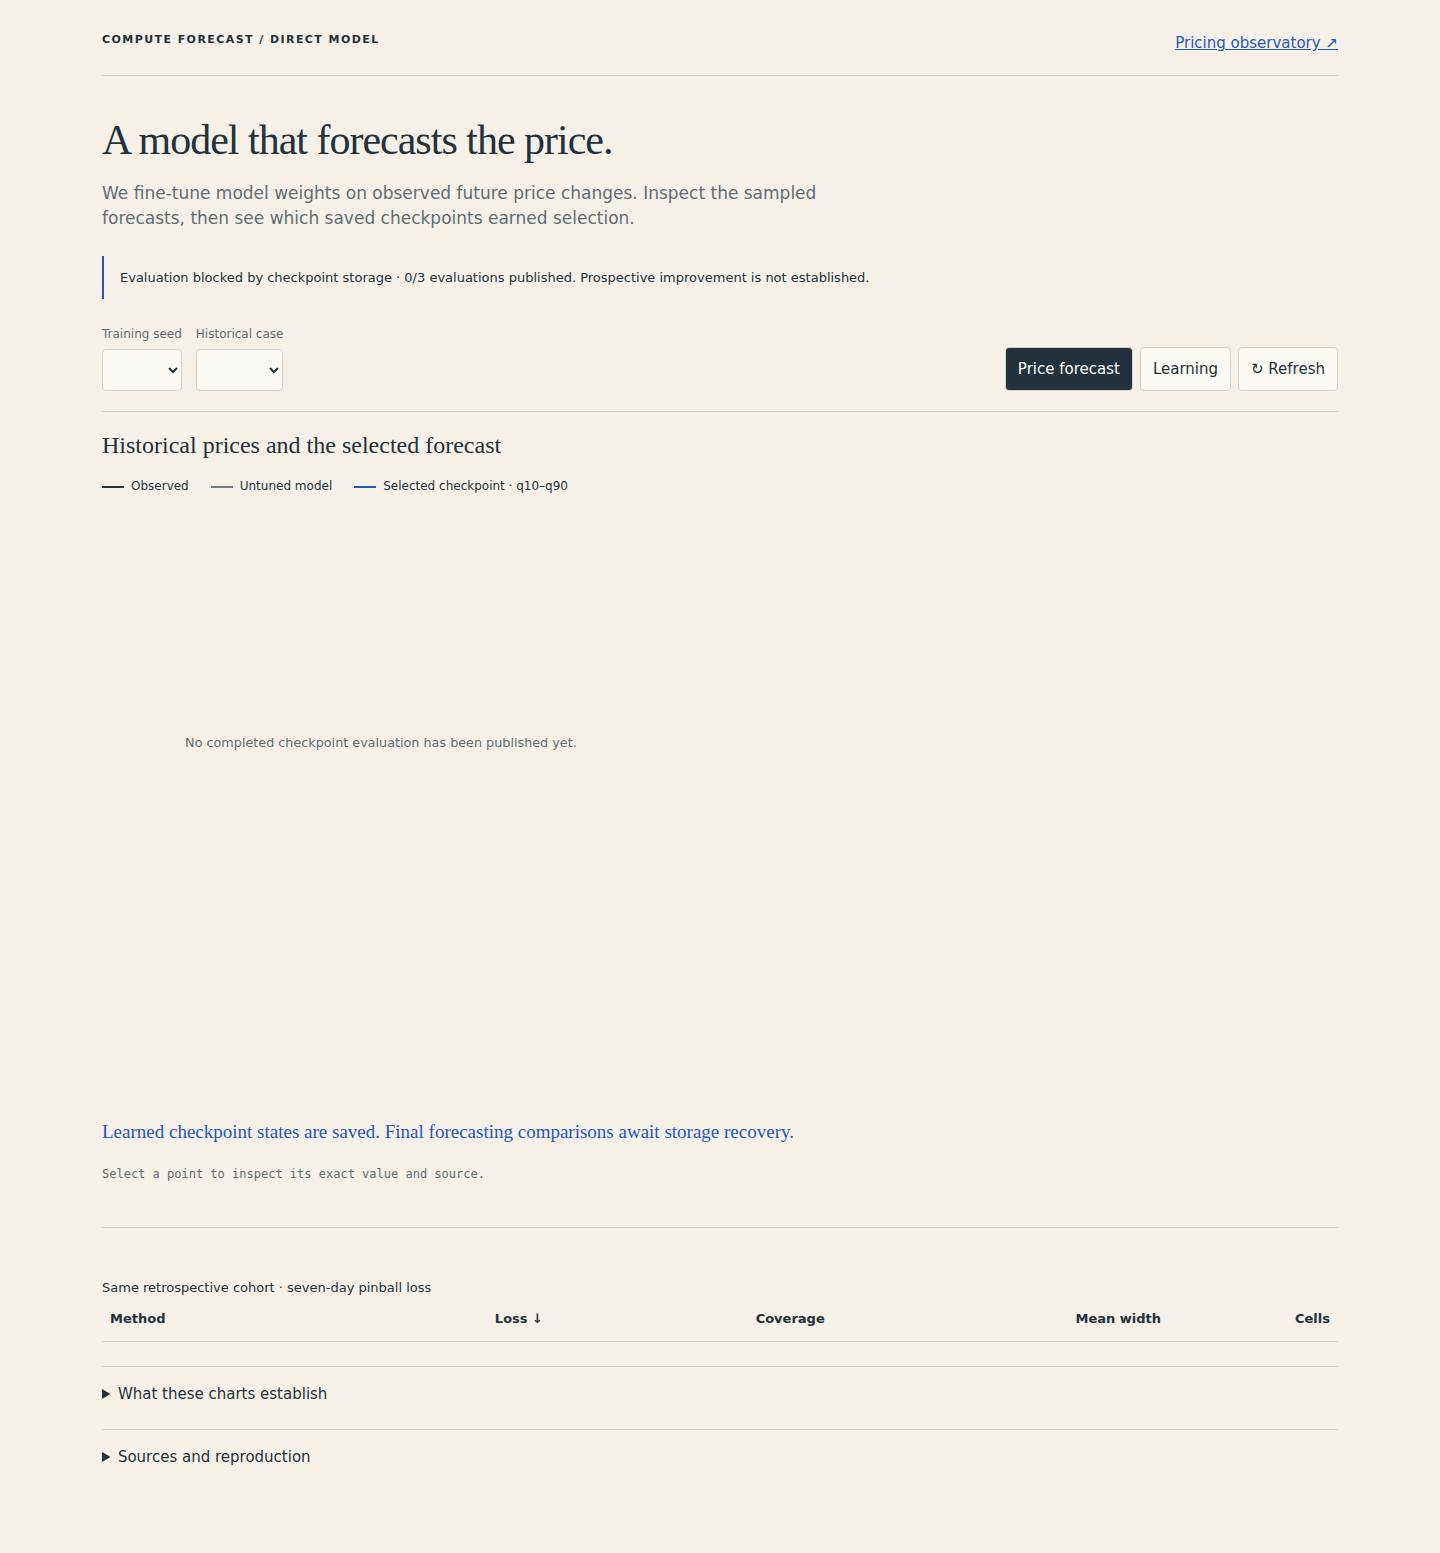 COMPUTE FORECAST / DIRECT MODEL
Pricing observatory ↗
A model that forecasts the price.
We fine-tune model weights on observed future price changes. Inspect the sampled
forecasts, then see which saved checkpoints earned selection.
Evaluation blocked by checkpoint storage · 0/3 evaluations published. Prospective improvement is not established.
Training seed Historical case
Price forecast Learning ↻ Refresh
Historical prices and the selected forecast
Observed Untuned model Selected checkpoint · q10–q90
No completed checkpoint evaluation has been published yet.
Learned checkpoint states are saved. Final forecasting comparisons await storage recovery.
Select a point to inspect its exact value and source.
Same retrospective cohort · seven-day pinball loss
Method Loss ↓ Coverage Mean width Cells
▶ What these charts establish
▶ Sources and reproduction